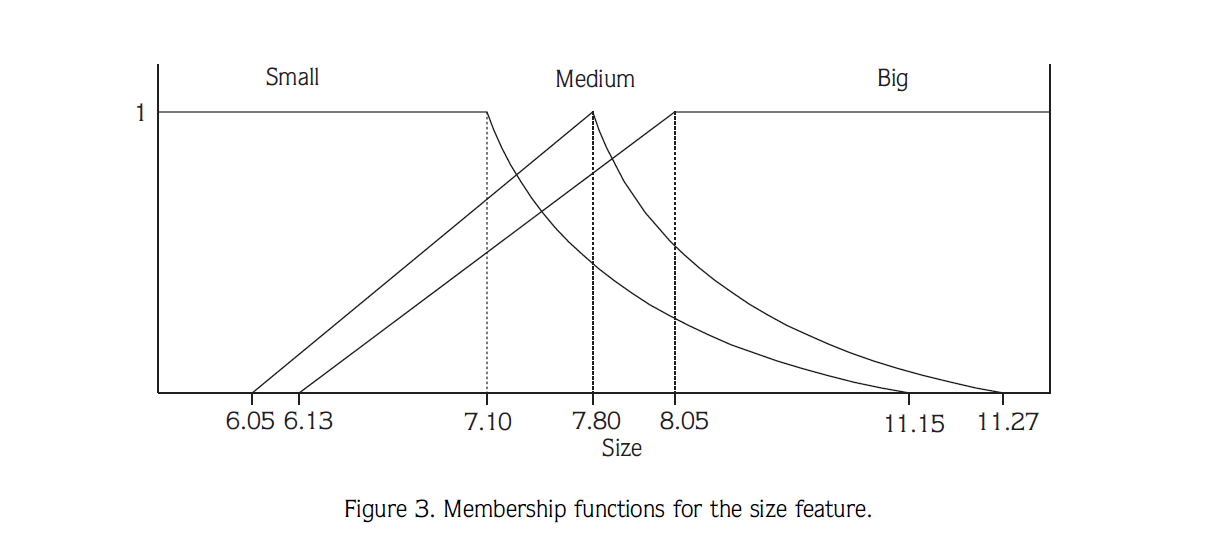 Small Medium Big
1
6.05 6.13 7.10 7.80 8.05 11.15 11.27
Size
Figure 3. Membership functions for the size feature.